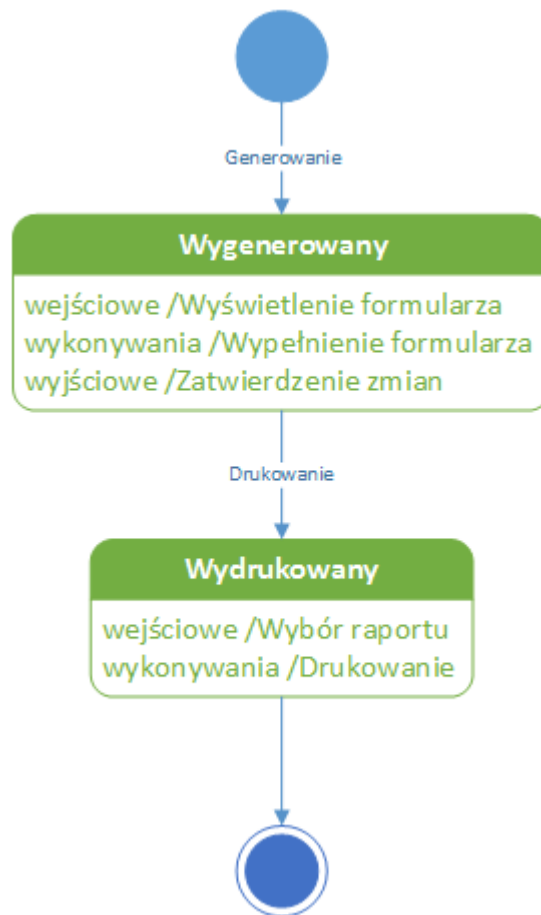 Generowanie
Wygenerowany
wejściowe /Wyświetlenie formularza
wykonywania /Wypełnienie formularza
wyjściowe /Zatwierdzenie zmian
Drukowanie
Wydrukowany
wejściowe /Wybór raportu
wykonywania /Drukowanie